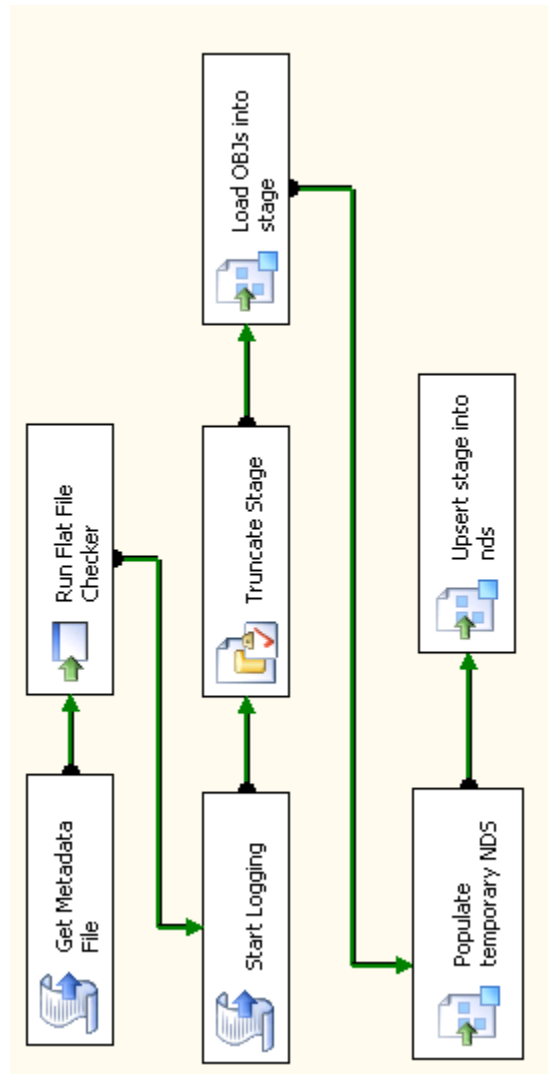 Get Metadata
File
Run Flat File
Checker
Start Logging
Truncate Stage
Load OBJs into
stage
Populate
temporary NDS
Upsert stage into
nds